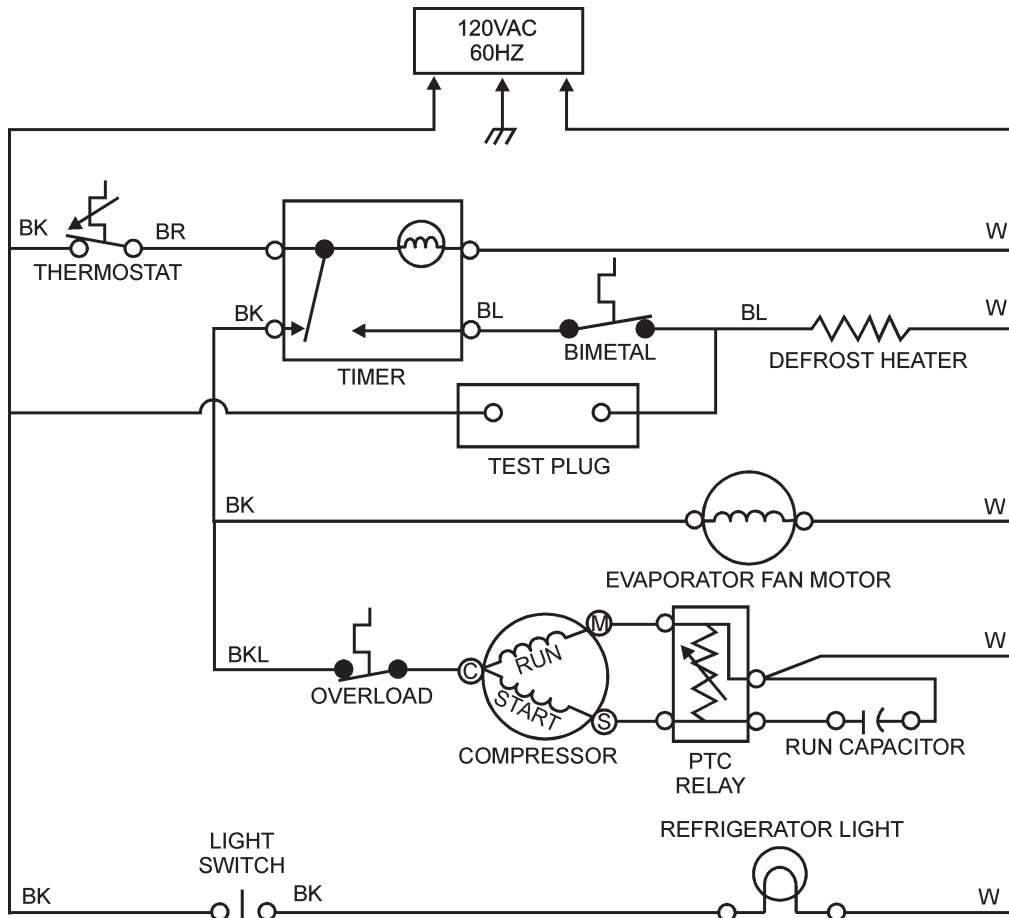 120VAC
60HZ
BK
BR
W
THERMOSTAT
BK
BL
BL
W
BIMETAL
DEFROST HEATER
TIMER
TEST PLUG
BK
W
EVAPORATOR FAN MOTOR
M
RUN
W
BKL
C
OVERLOAD
START
S
COMPRESSOR
RUN CAPACITOR
PTC
RELAY
REFRIGERATOR LIGHT
LIGHT
SWITCH
BK
BK
W